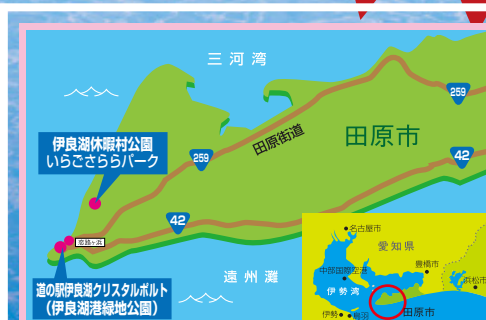 三河湾
259
伊良湖休暇村公園
いらごさららパーク
田原街道
259
田原市
42
42
恋路ヶ浜
道の駅伊良湖クリスタルポルト
(伊良湖港緑地公園)
遠州灘
名古屋市
愛知県
中部国際空港
豊橋市
伊勢湾
浜松市
伊勢
鳥羽
田原市